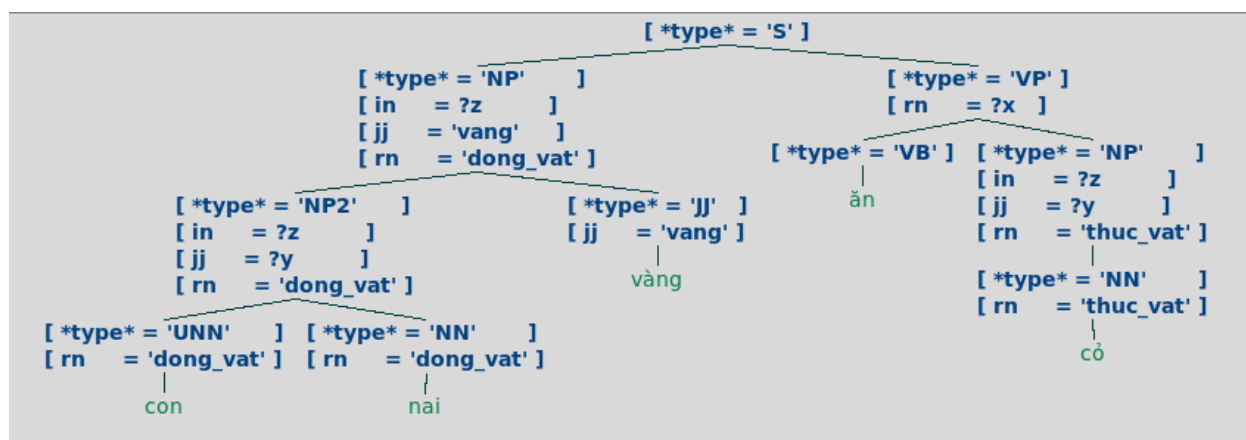 [ *type* = 'S' ]
[ *type* = 'NP' ] [ *type* = 'VP' ]
[ in = ?z ] [ rn = ?x ]
[ jj = 'vang' ]
[ rn = 'dong_vat' ] [ *type* = 'VB' ] [ *type* = 'NP' ]
[ in = ?z ]
ăn [ jj = ?y ]
[ *type* = 'NP2' ] [ *type* = 'JJ' ] [ rn = 'thuc_vat' ]
[ in = ?z ] [ jj = 'vang' ]
[ jj = ?y ] vàng [ *type* = 'NN' ]
[ rn = 'dong_vat' ] [ rn = 'thuc_vat' ]
[ *type* = 'UNN' ] [ *type* = 'NN' ] cỏ
[ rn = 'dong_vat' ] [ rn = 'dong_vat' ]
con nai